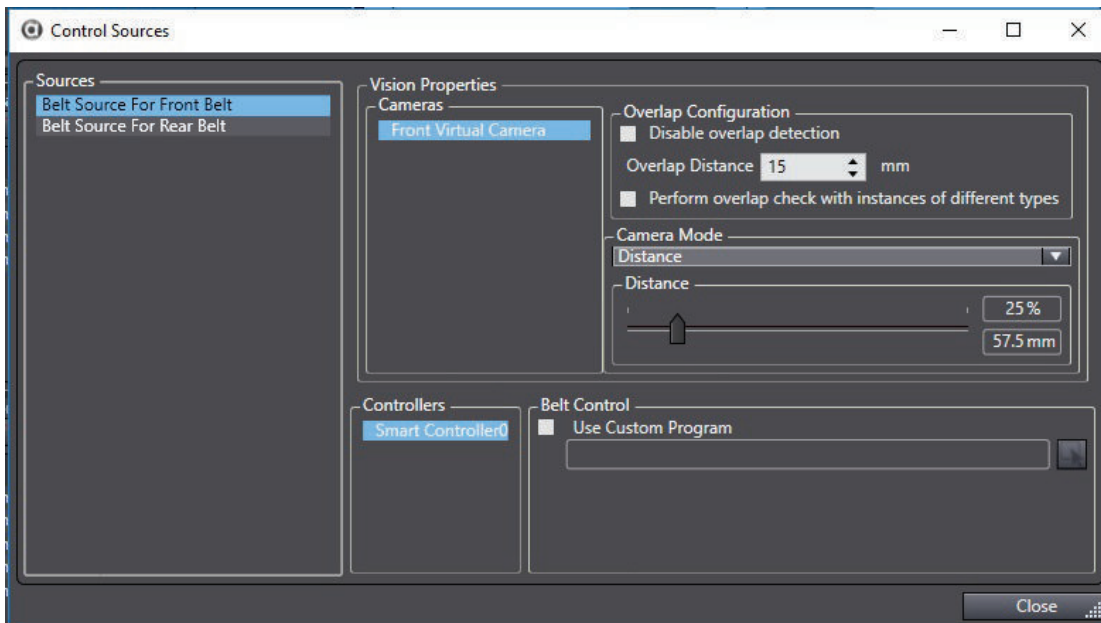 Control Sources
Sources
Belt Source For Front Belt
Belt Source For Rear Belt
Vision Properties
Cameras
Front Virtual Camera
Overlap Configuration
Disable overlap detection
Overlap Distance 15 mm
Perform overlap check with instances of different types
Camera Mode
Distance
Distance
25 %
57.5 mm
Controllers
Smart Controller0
Belt Control
Use Custom Program
Close